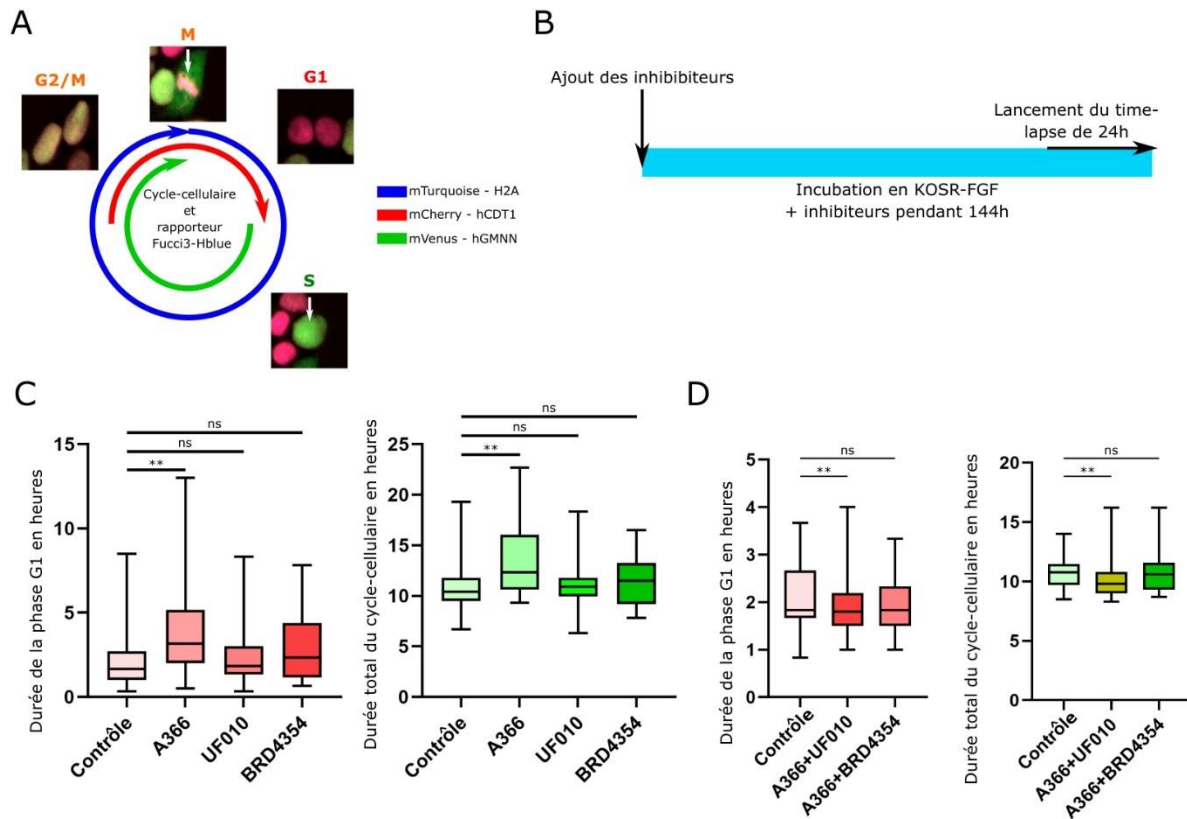 A
M
G2/M
G1
Cycle-cellulaire
et
rapporteur
Fucci3-Hblue
mTurquoise - H2A
mCherry - hCDT1
mVenus - hGMNN
S
B
Ajout des inhibibiteurs
Lancement du time-
lapse de 24h
Incubation en KOSR-FGF
+ inhibiteurs pendant 144h
C
Durée de la phase G1 en heures
15
10
5
0
ns
ns
**
Contrôle
A366
UF010
BRD4354
Durée total du cycle-cellulaire en heures
25
20
15
10
5
0
ns
ns
**
Contrôle
A366
UF010
BRD4354
D
Durée de la phase G1 en heures
5
4
3
2
1
0
ns
**
Contrôle
A366+UF010
A366+BRD4354
Durée total du cycle-cellulaire en heures
20
15
10
5
0
ns
**
Contrôle
A366+UF010
A366+BRD4354